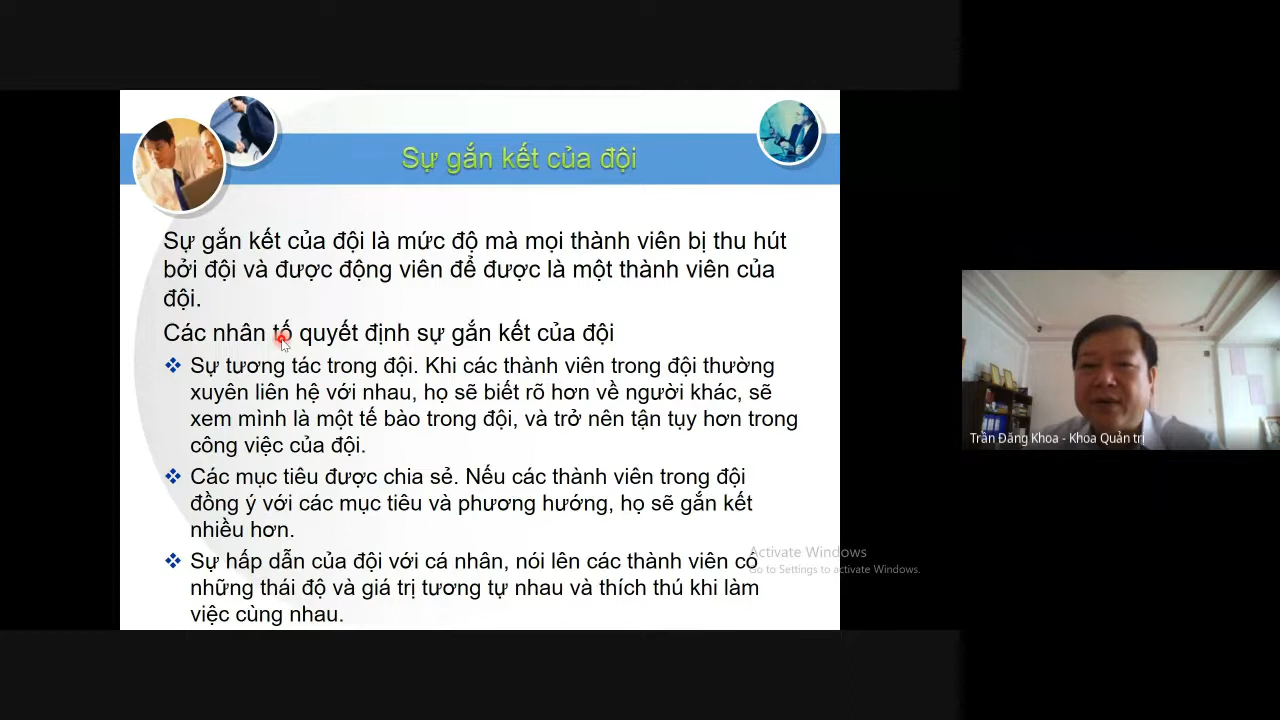 Sự gắn kết của đội
Sự gắn kết của đội là mức độ mà mọi thành viên bị thu hút
bởi đội và được động viên để được là một thành viên của
đội.
Các nhân tố quyết định sự gắn kết của đội
Sự tương tác trong đội. Khi các thành viên trong đội thường
xuyên liên hệ với nhau, họ sẽ biết rõ hơn về người khác, sẽ
xem mình là một tế bào trong đội, và trở nên tận tụy hơn trong
công việc của đội.
Các mục tiêu được chia sẻ. Nếu các thành viên trong đội
đồng ý với các mục tiêu và phương hướng, họ sẽ gắn kết
nhiều hơn.
Sự hấp dẫn của đội với cá nhân, nói lên các thành viên có
những thái độ và giá trị tương tự nhau và thích thú khi làm
việc cùng nhau.
Activate Windows
Go to Settings to activate Windows.
Trần Đăng Khoa - Khoa Quản trị